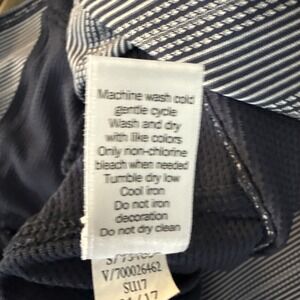 Machine wash cold
gentle cycle
Wash and dry
with like colors
Only non-chlorine
bleach when needed
Tumble dry low
Cool iron
Do not iron
decoration
Do not dry clean
V/700026462
SU17